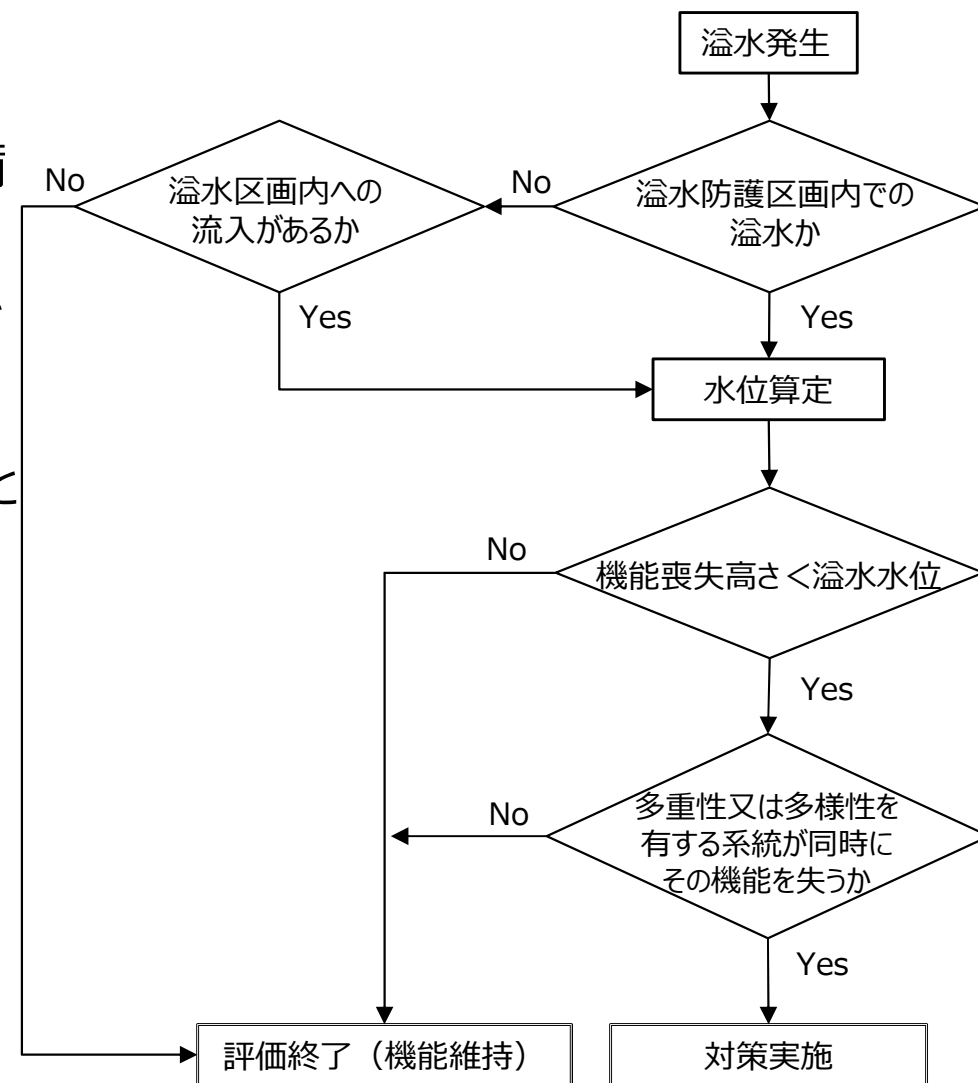 溢水発生
溢水防護区画内での
溢水か
No
Yes
溢水区画内への
流入があるか
No
Yes
水位算定
機能喪失高さ<溢水水位
No
Yes
多重性又は多様性を
有する系統が同時に
その機能を失うか
No
Yes
評価終了（機能維持）
対策実施
と